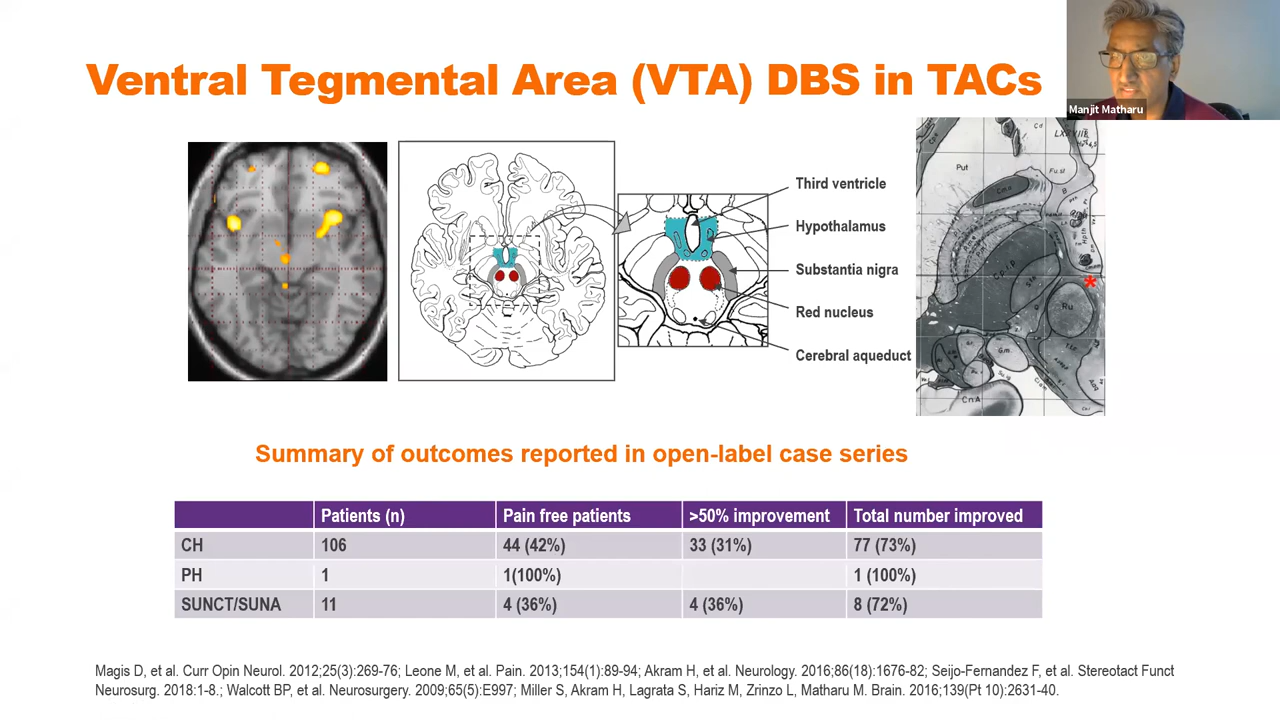 Ventral Tegmental Area (VTA) DBS in TACs
Manjit Matharu
Third ventricle
Hypothalamus
Substantia nigra
Red nucleus
Cerebral aqueduct
Put
Cd
Ru
*
Summary of outcomes reported in open-label case series
Patients (n) Pain free patients >50% improvement Total number improved
CH 106 44 (42%) 33 (31%) 77 (73%)
PH 1 1(100%) 1 (100%)
SUNCT/SUNA 11 4 (36%) 4 (36%) 8 (72%)
Magis D, et al. Curr Opin Neurol. 2012;25(3):269-76; Leone M, et al. Pain. 2013;154(1):89-94; Akram H, et al. Neurology. 2016;86(18):1676-82; Seijo-Fernandez F, et al. Stereotact Funct
Neurosurg. 2018:1-8.; Walcott BP, et al. Neurosurgery. 2009;65(5):E997; Miller S, Akram H, Lagrata S, Hariz M, Zrinzo L, Matharu M. Brain. 2016;139(Pt 10):2631-40.